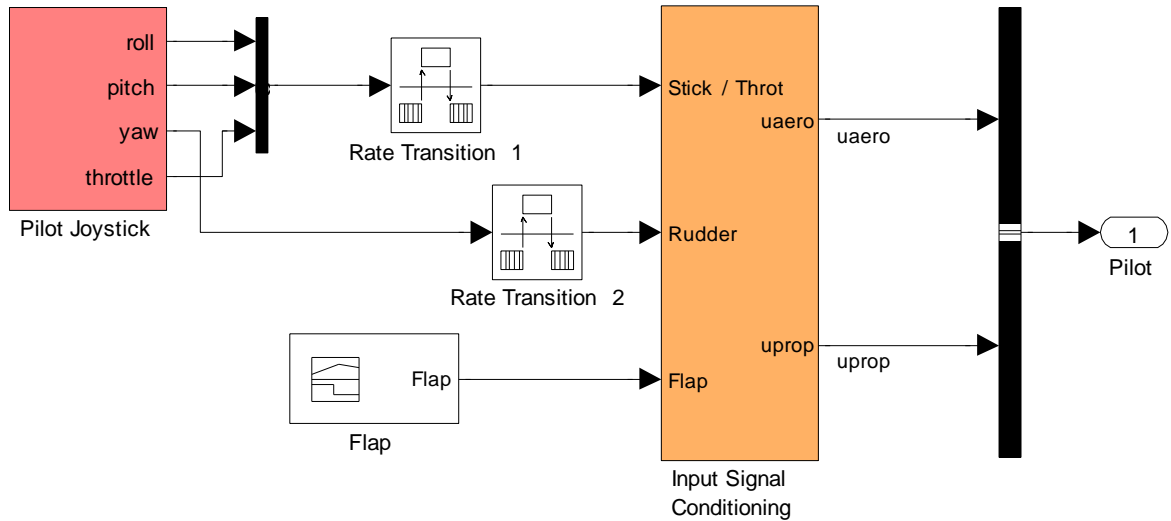 roll
pitch
yaw
throttle
Pilot Joystick
Rate Transition 1
Rate Transition 2
Flap
Flap
Stick / Throt
Rudder
Flap
uaero
uprop
Input Signal
Conditioning
uaero
uprop
1
Pilot